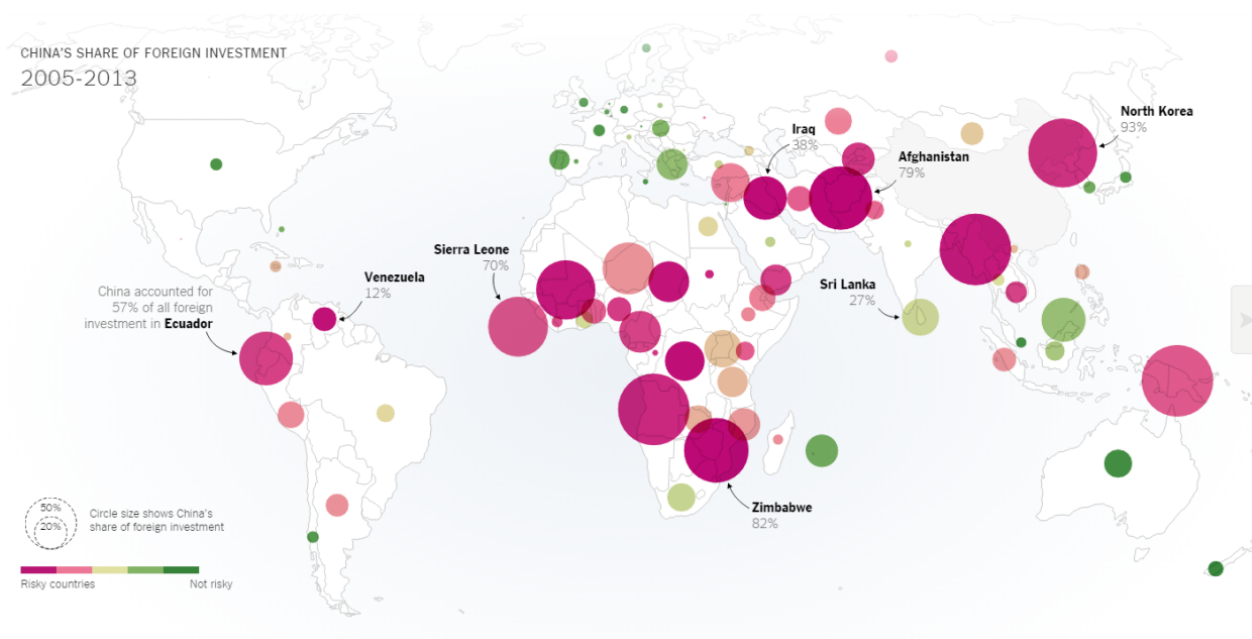 CHINA'S SHARE OF FOREIGN INVESTMENT
2005-2013
North Korea
93%
Iraq
38%
Afghanistan
79%
Sierra Leone
70%
Venezuela
12%
Sri Lanka
27%
China accounted for
57% of all foreign
investment in Ecuador
Zimbabwe
82%
50%
20%
Circle size shows China's
share of foreign investment
Risky countries
Not risky